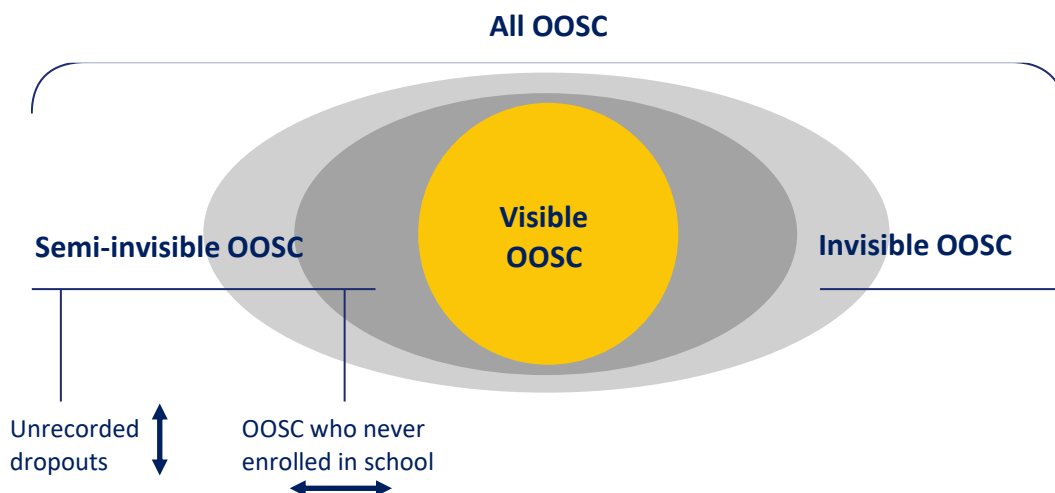 All OOSC
Visible
OOSC
Semi-invisible OOSC
Invisible OOSC
Unrecorded
dropouts
OOSC who never
enrolled in school